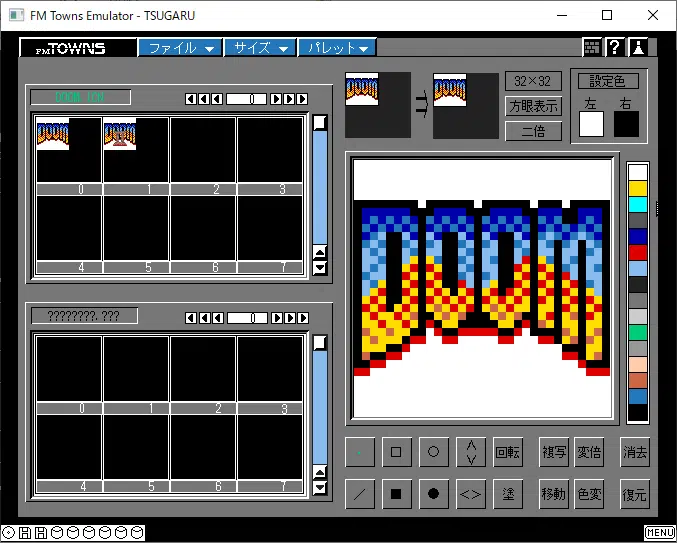 FM Towns Emulator - TSUGARU
FM TOWNS ファイル サイズ パレット ?
DOOM.ICN
0
0 1 2 3
4 5 6 7
????????.???
0
0 1 2 3
4 5 6 7
32×32
方眼表示
二倍
設定色
左 右
回転 複写 変倍 消去
塗 移動 色変 復元
MENU